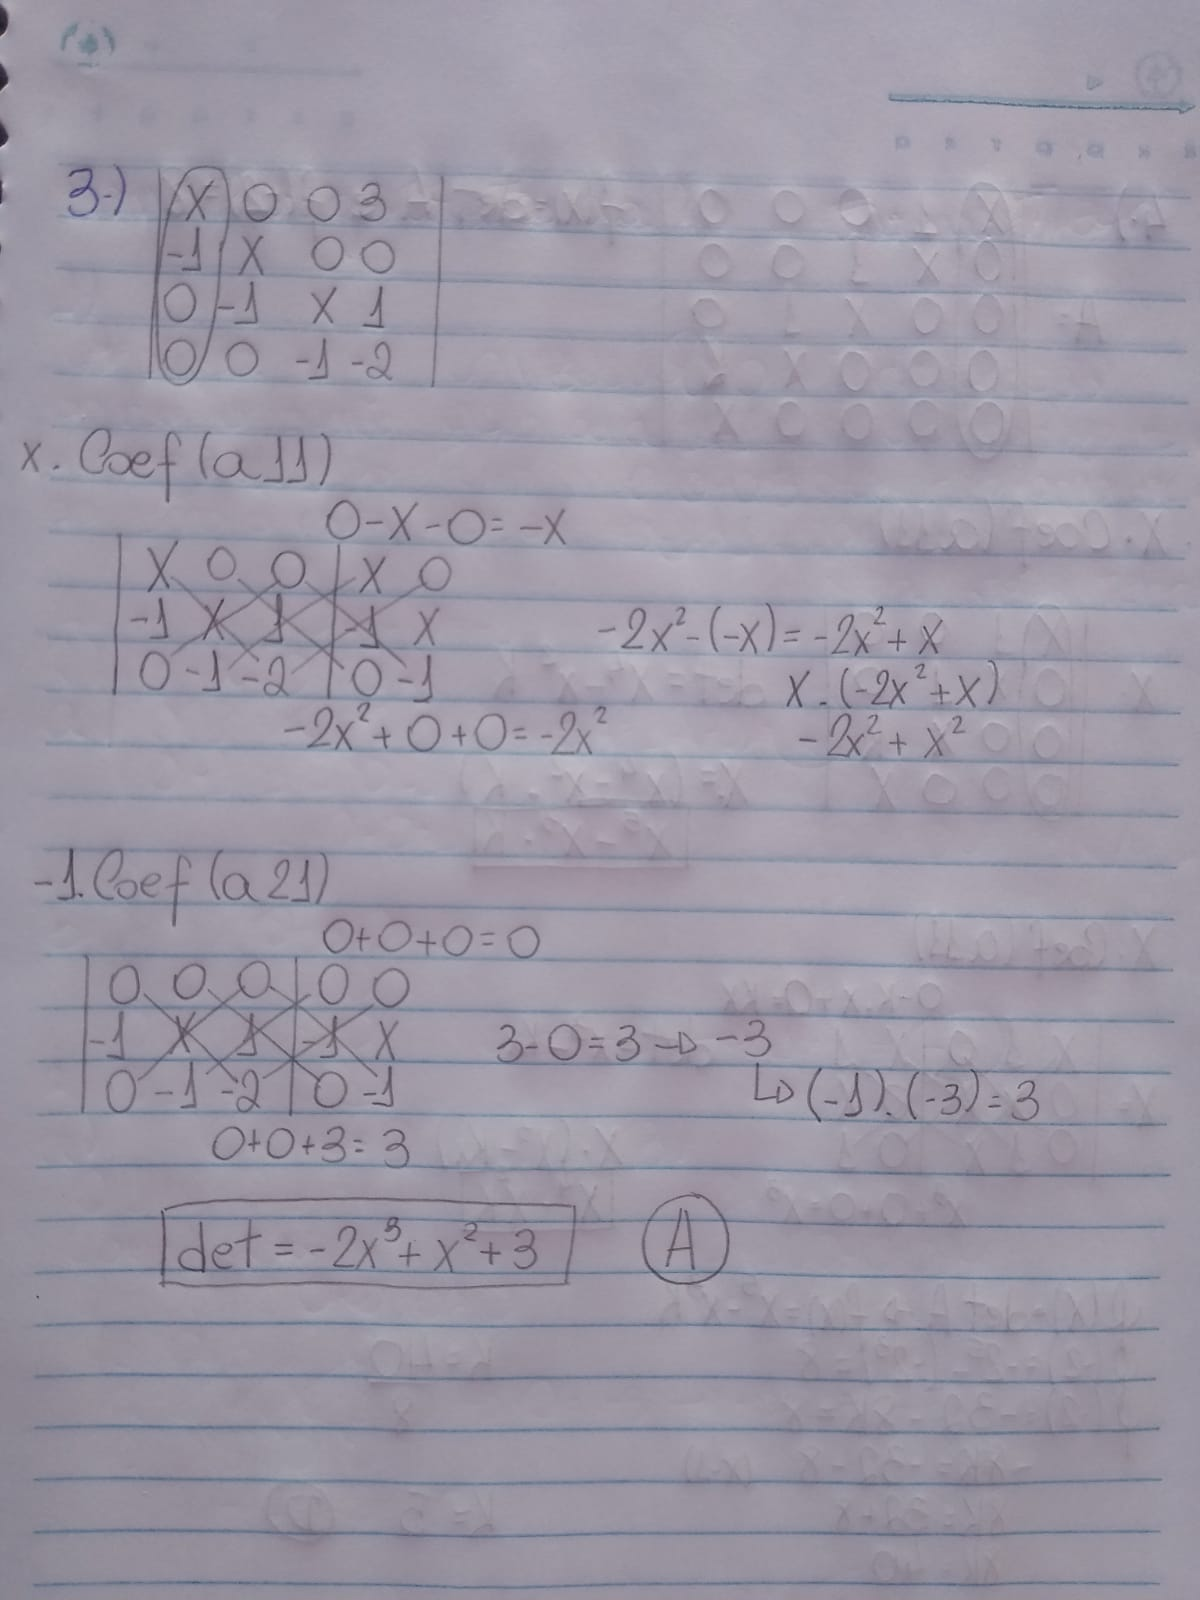 3-) | x 0 0 3 |
| -1 x 0 0 |
| 0 -1 x 1 |
| 0 0 -1 -2 |
x. Coef (a11)
0-x-0=-x
| x 0 0 | x 0
| -1 x 1 | -1 x
| 0 -1 -2 | 0 -1
-2x²+0+0=-2x²
-2x²-(-x)=-2x²+x
x.(-2x²+x)
-2x²+x²
-1.Coef (a21)
0+0+0=0
| 0 0 0 | 0 0
| -1 x 1 | -1 x
| 0 -1 -2 | 0 -1
0+0+3=3
3-0=3→-3
↳(-1).(-3)=3
det=-2x³+x²+3
A